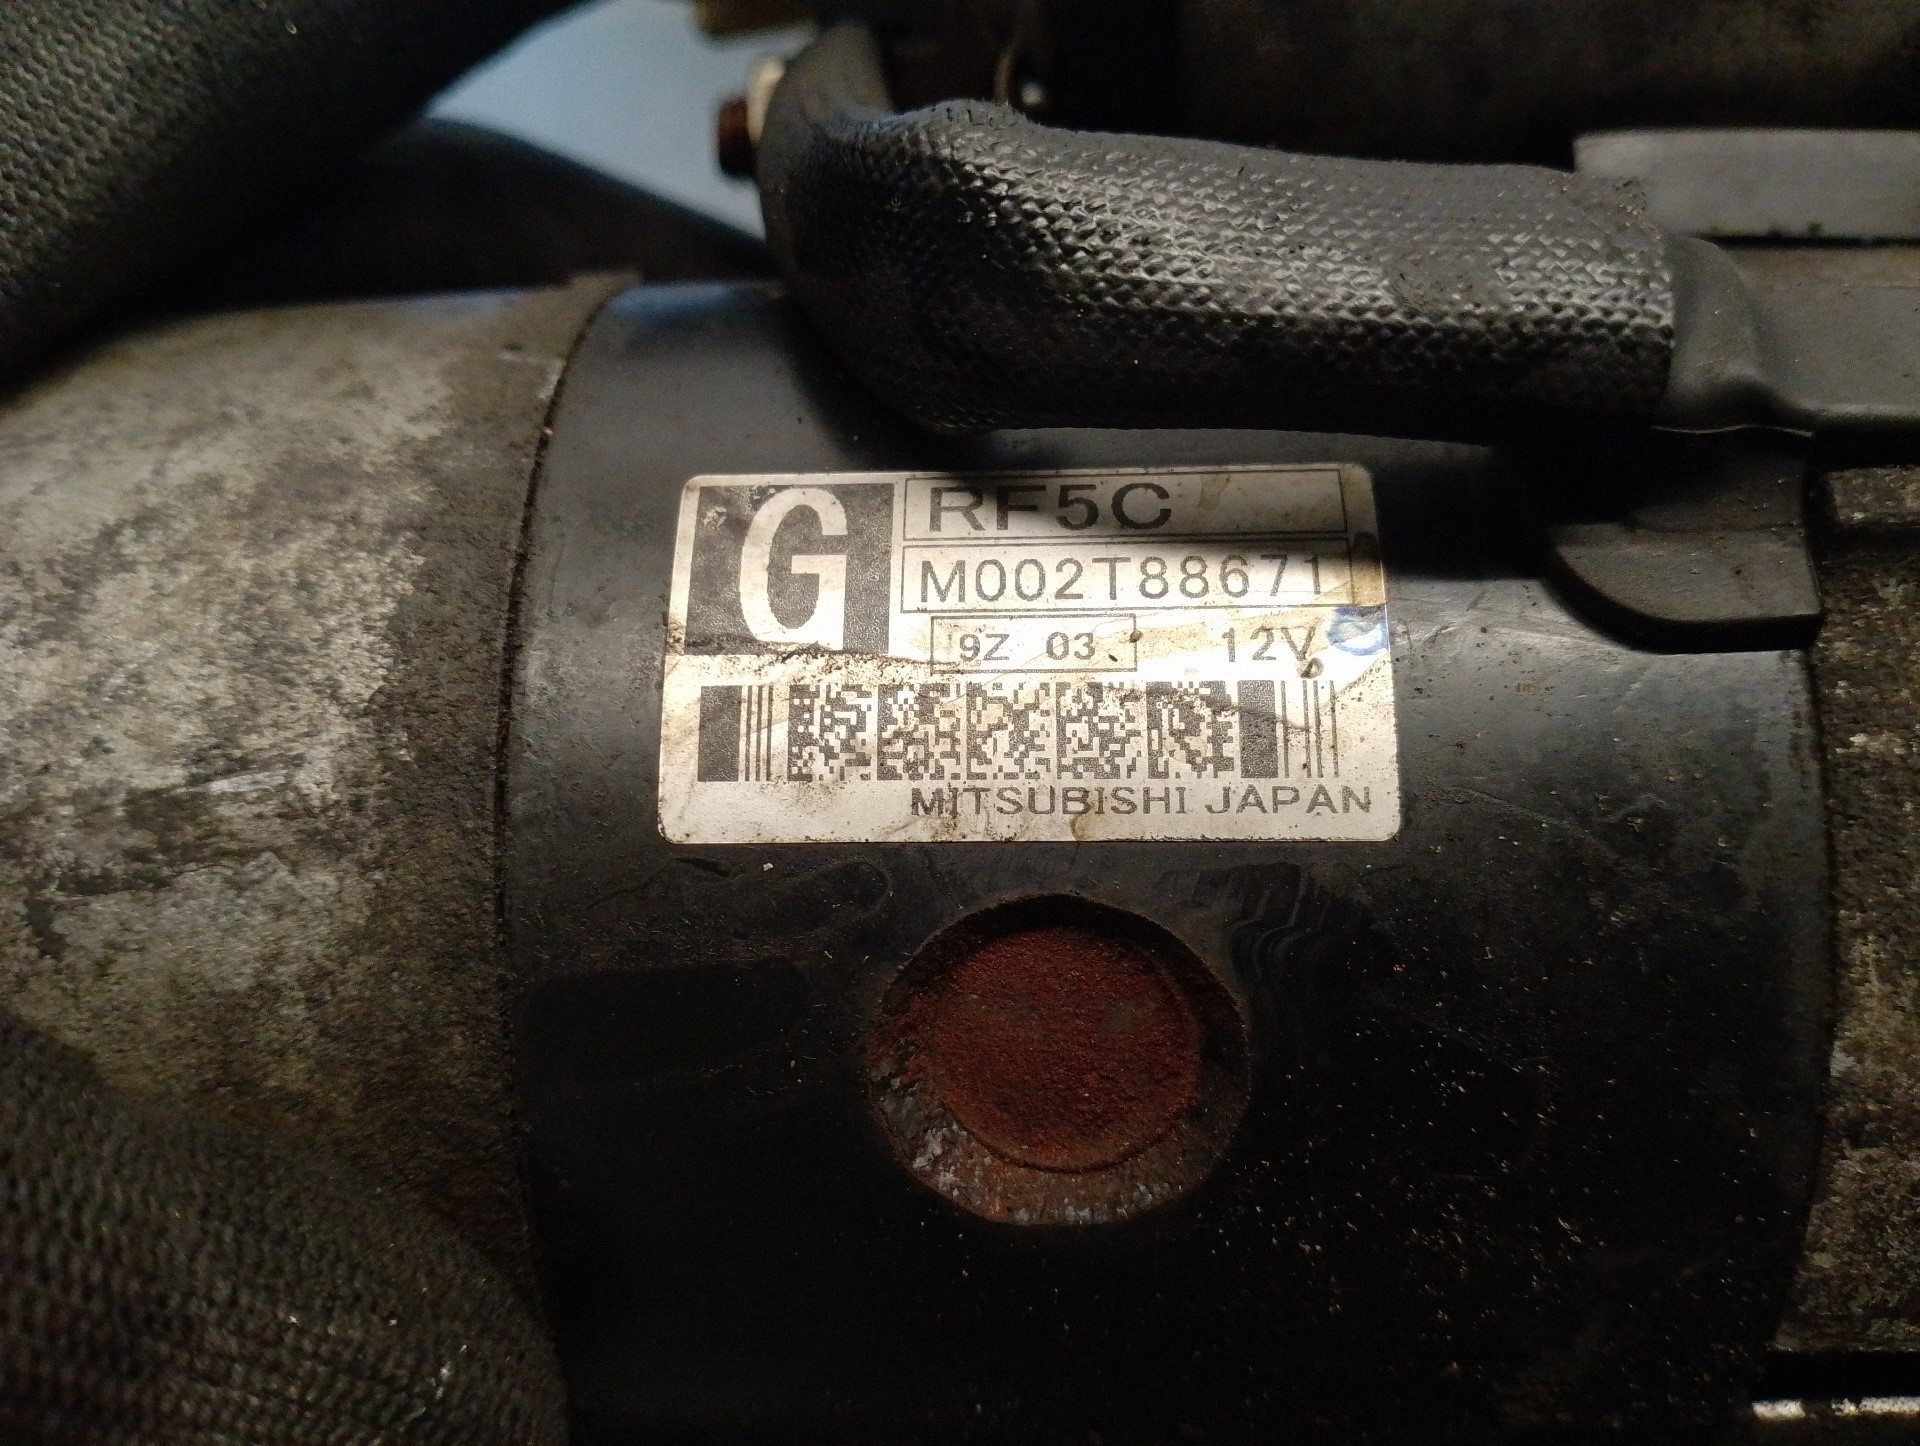 G
RF5C
M002T88671
9Z 03
12V
MITSUBISHI JAPAN